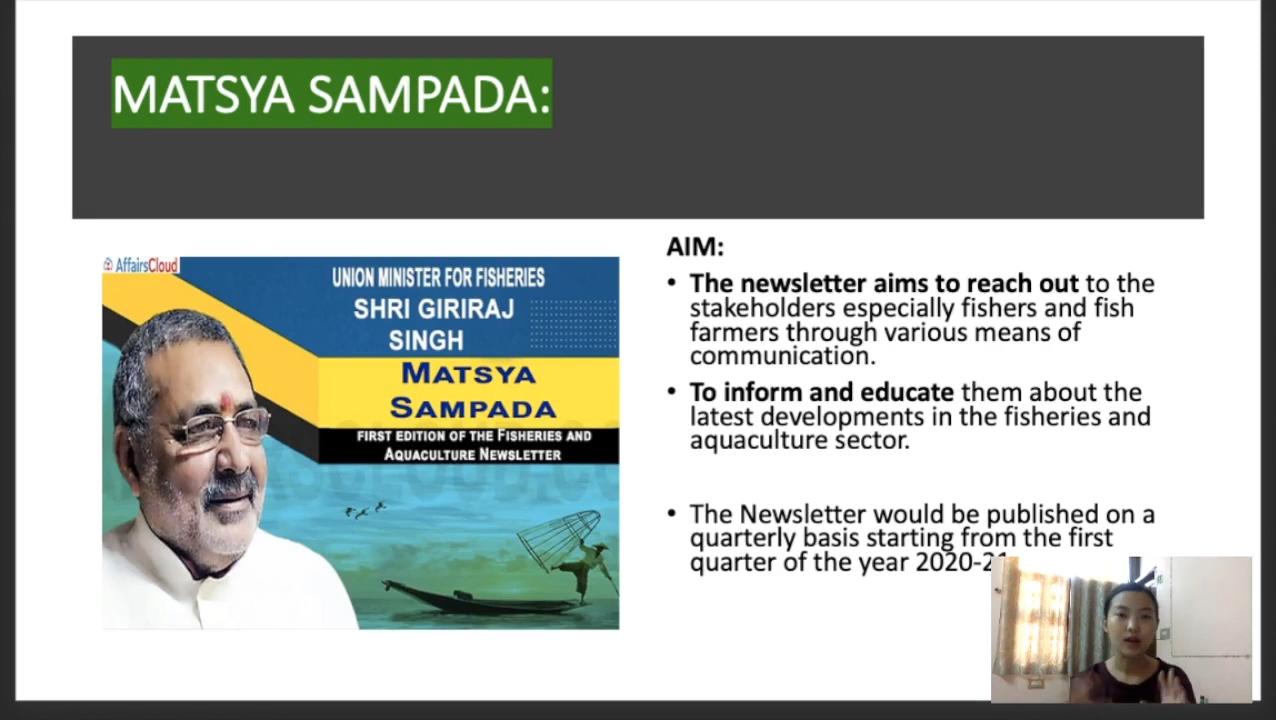 MATSYA SAMPADA:
AffairsCloud
UNION MINISTER FOR FISHERIES
SHRI GIRIRAJ
SINGH
MATSYA
SAMPADA
FIRST EDITION OF THE FISHERIES AND
AQUACULTURE NEWSLETTER
AIM:
• The newsletter aims to reach out to the
stakeholders especially fishers and fish
farmers through various means of
communication.
• To inform and educate them about the
latest developments in the fisheries and
aquaculture sector.
• The Newsletter would be published on a
quarterly basis starting from the first
quarter of the year 2020-21